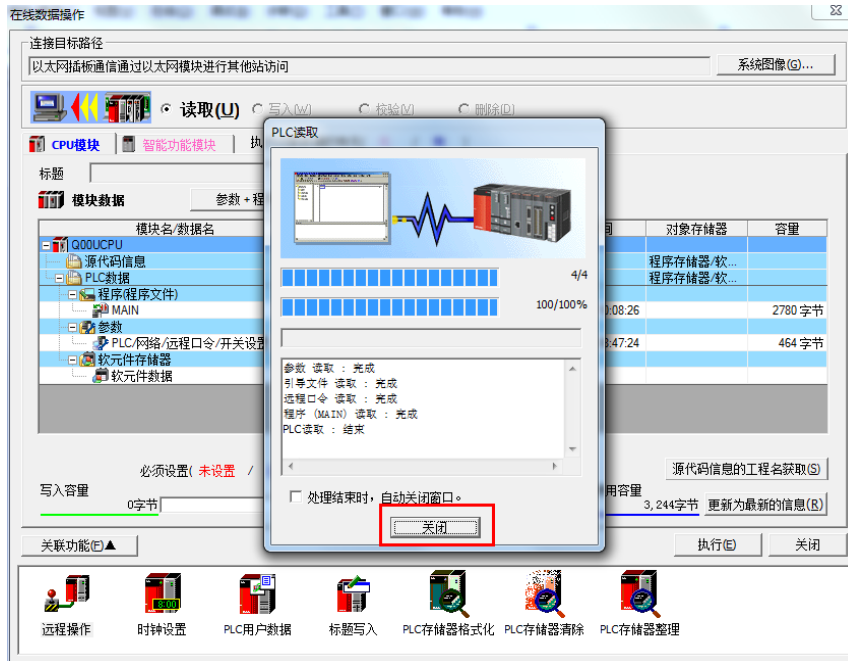 在线数据操作
连接目标路径
以太网插板通信通过以太网模块进行其他站访问
系统图像(G)...
读取(U) 写入(W) 校验(V) 删除(D)
PLC读取
CPU模块 智能功能模块 执
标题
模块数据 参数+程
模块名/数据名 间 对象存储器 容量
Q00UCPU
源代码信息 程序存储器/软...
PLC数据 程序存储器/软...
程序(程序文件)
MAIN 0:08:26 2780 字节
参数
PLC/网络/远程口令/开关设置 3:47:24 464 字节
软元件存储器
软元件数据
4/4
100/100%
参数 读取 : 完成
引导文件 读取 : 完成
远程口令 读取 : 完成
程序 (MAIN) 读取 : 完成
PLC读取 : 结束
处理结束时，自动关闭窗口。
关闭
必须设置( 未设置 /
源代码信息的工程名获取(S)
写入容量
0字节
用容量
3,244字节 更新为最新的信息(R)
关联功能(F)▲
执行(E) 关闭
远程操作 时钟设置 PLC用户数据 标题写入 PLC存储器格式化 PLC存储器清除 PLC存储器整理